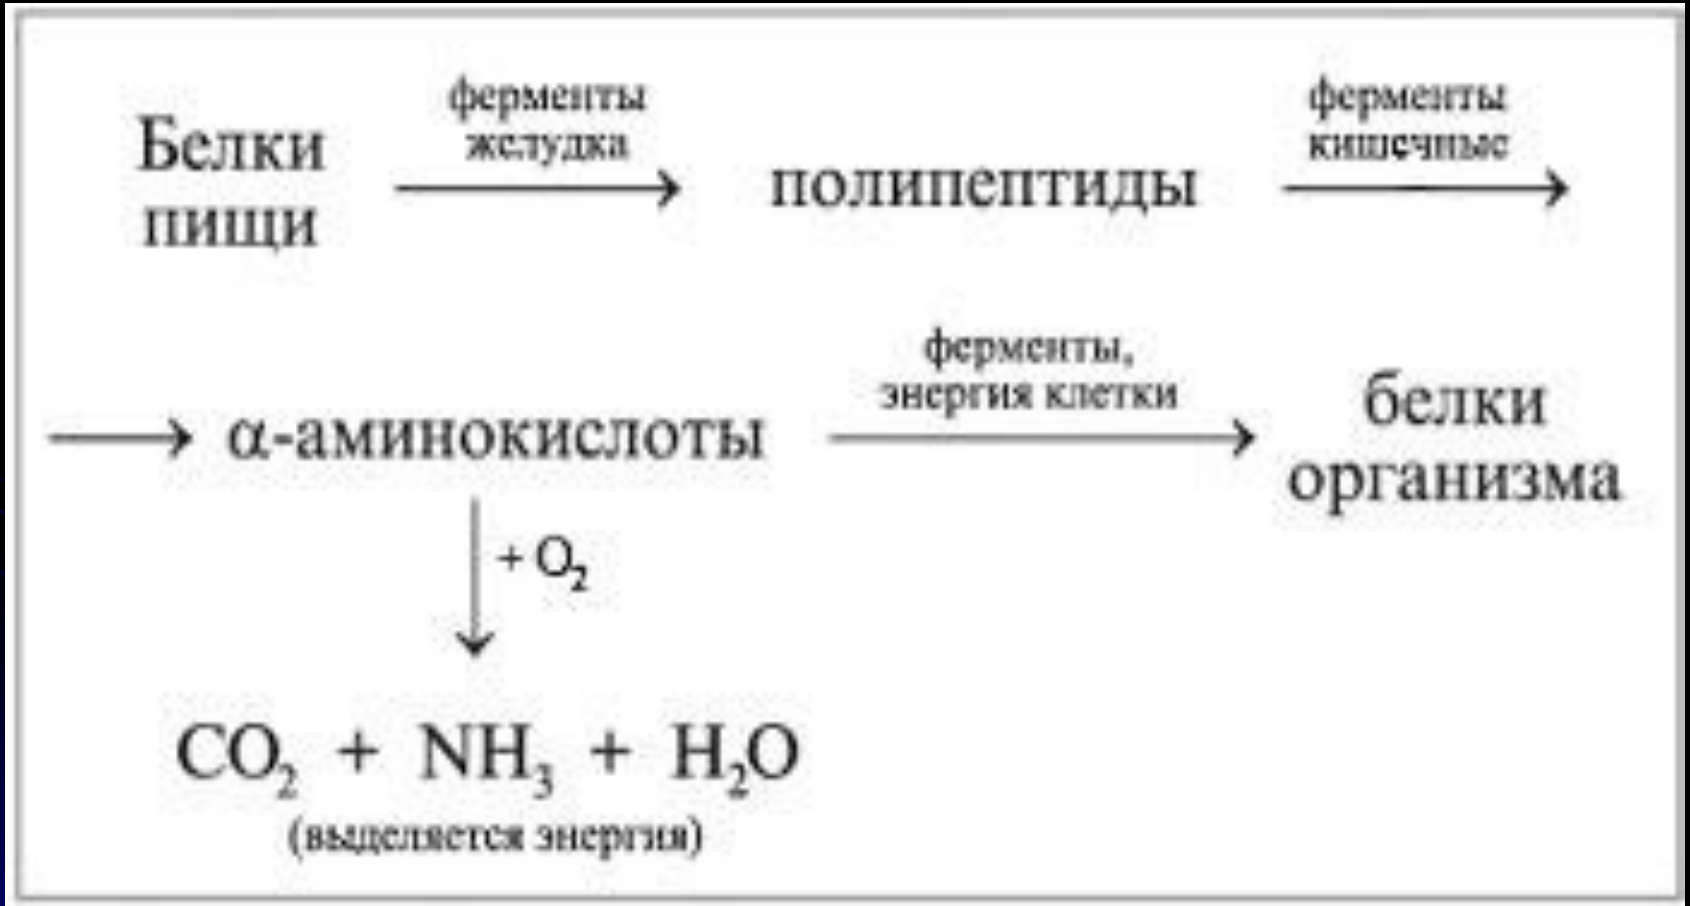 ферменты
желудка
Белки
пищи
полипептиды
ферменты
кишечные
α-аминокислоты
ферменты,
энергия клетки
белки
организма
+ O₂
CO₂ + NH₃ + H₂O
(выделяется энергия)